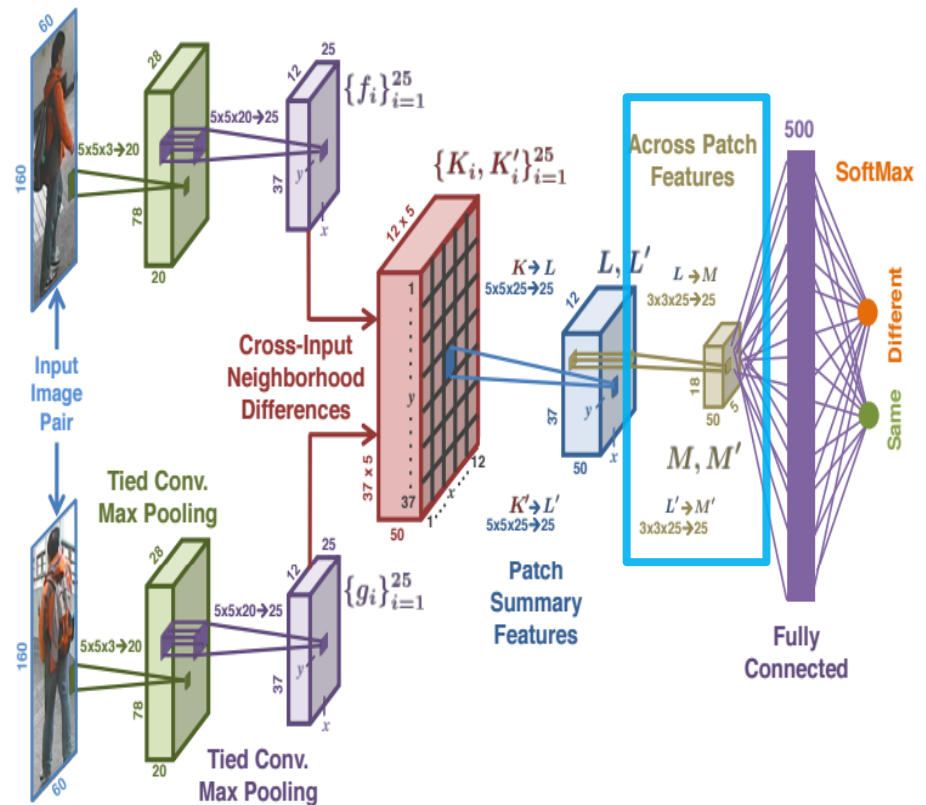 60
160
5x5x3→20
28
78
20
5x5x20→25
12
25
37
y
x
{f_i}_{i=1}^{25}
Input
Image
Pair
Cross-Input
Neighborhood
Differences
{K_i, K'_i}_{i=1}^{25}
12 x 5
1
y
37
37 x 5
50
1
x
12
K→L
5x5x25→25
L, L'
12
37
y
x
50
K'→L'
5x5x25→25
Patch
Summary
Features
Across Patch
Features
L→M
3x3x25→25
18
5
50
M, M'
L'→M'
3x3x25→25
500
SoftMax
Different
Same
Fully
Connected
Tied Conv.
Max Pooling
160
60
5x5x3→20
28
78
20
5x5x20→25
12
25
37
y
x
{g_i}_{i=1}^{25}
Tied Conv.
Max Pooling